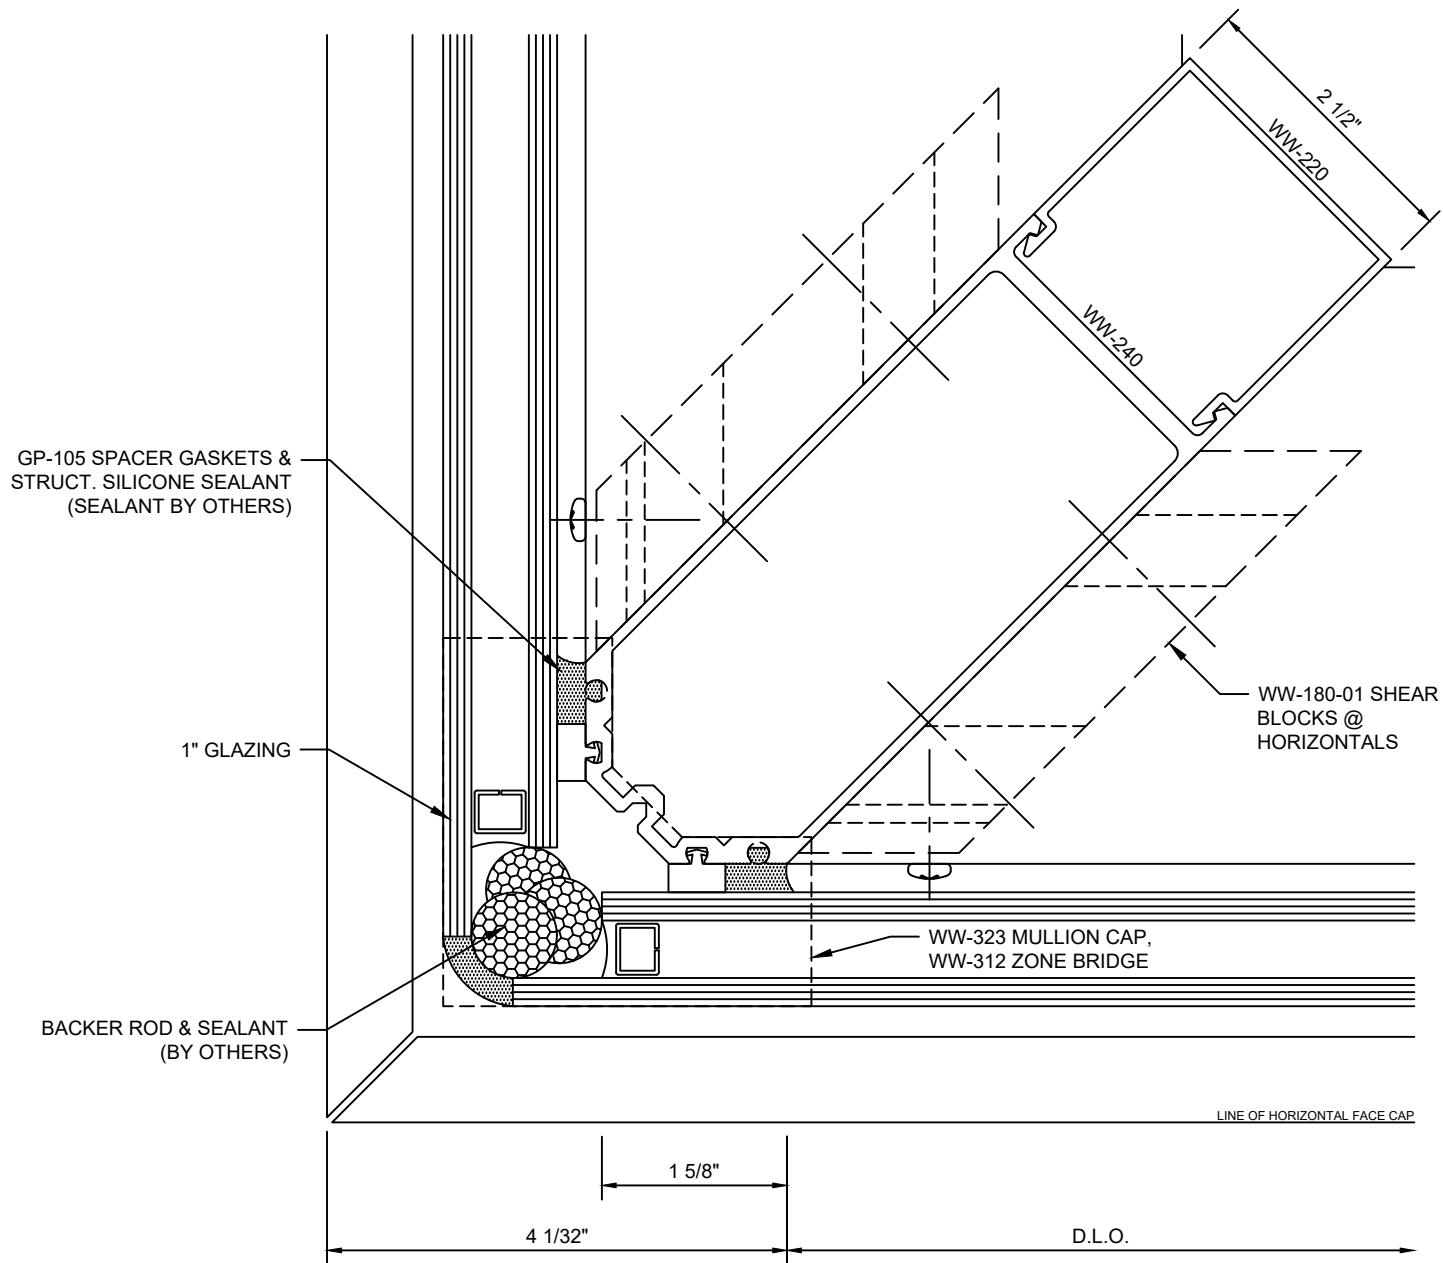 2 1/2"
WW-220
WW-240
GP-105 SPACER GASKETS &
STRUCT. SILICONE SEALANT
(SEALANT BY OTHERS)
WW-180-01 SHEAR
BLOCKS @
HORIZONTALS
1" GLAZING
WW-323 MULLION CAP,
WW-312 ZONE BRIDGE
BACKER ROD & SEALANT
(BY OTHERS)
LINE OF HORIZONTAL FACE CAP
1 5/8"
4 1/32"
D.L.O.